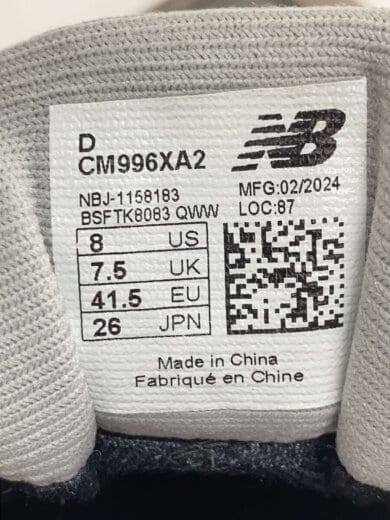 D
CM996XA2
NB
NBJ-1158183
BSFTK8083 QWW
MFG:02/2024
LOC:87
8 US
7.5 UK
41.5 EU
26 JPN
Made in China
Fabriqué en Chine